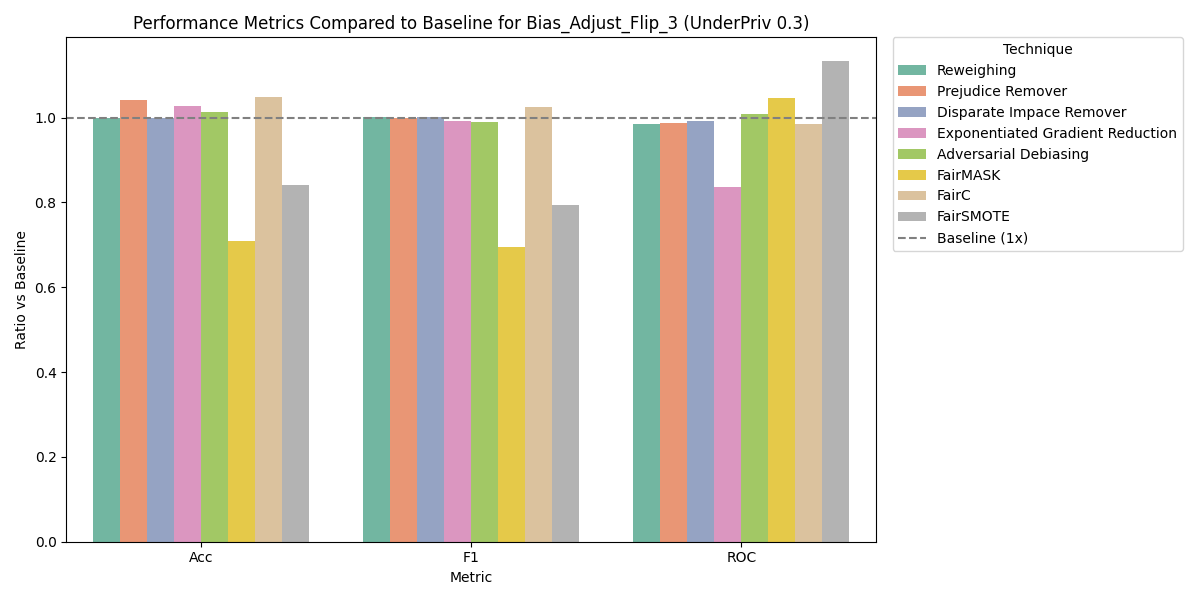 Performance Metrics Compared to Baseline for Bias_Adjust_Flip_3 (UnderPriv 0.3)
Ratio vs Baseline
1.0
0.8
0.6
0.4
0.2
0.0
Acc
F1
ROC
Metric
Technique
Reweighing
Prejudice Remover
Disparate Impace Remover
Exponentiated Gradient Reduction
Adversarial Debiasing
FairMASK
FairC
FairSMOTE
Baseline (1x)